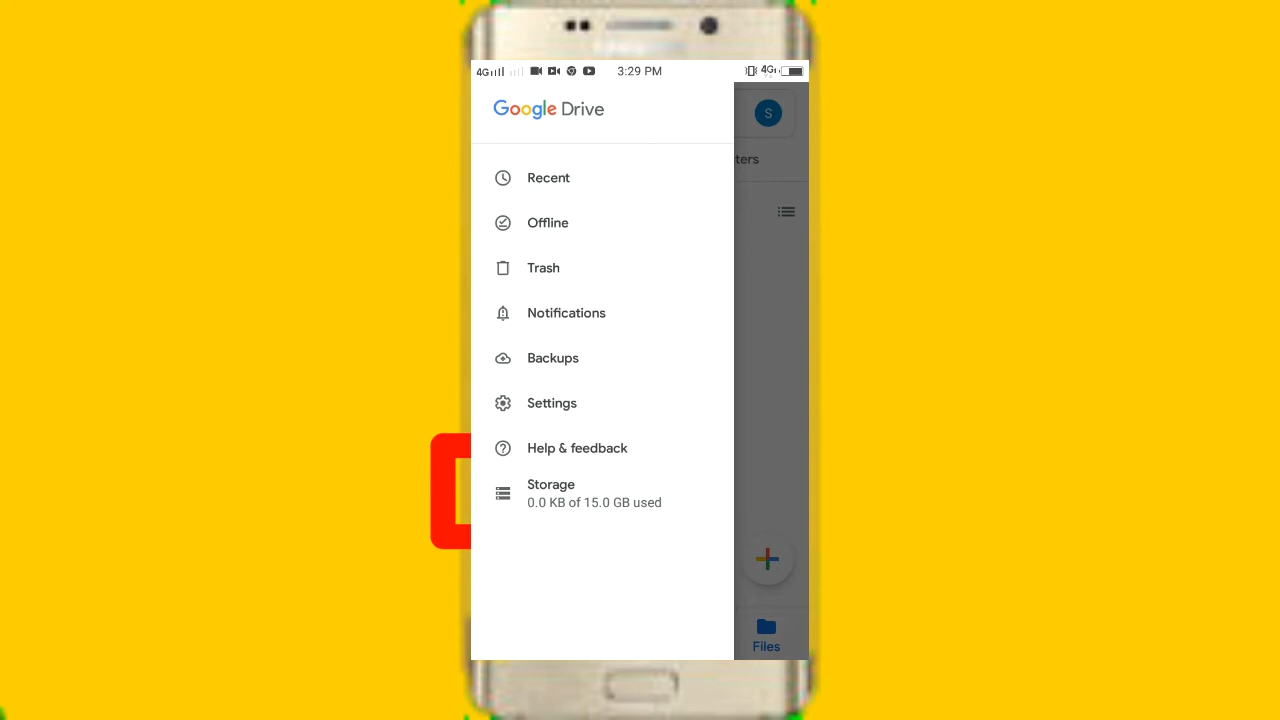 4G 3:29 PM 4G
Google Drive
S
ters
Recent
Offline
Trash
Notifications
Backups
Settings
Help & feedback
Storage
0.0 KB of 15.0 GB used
Files